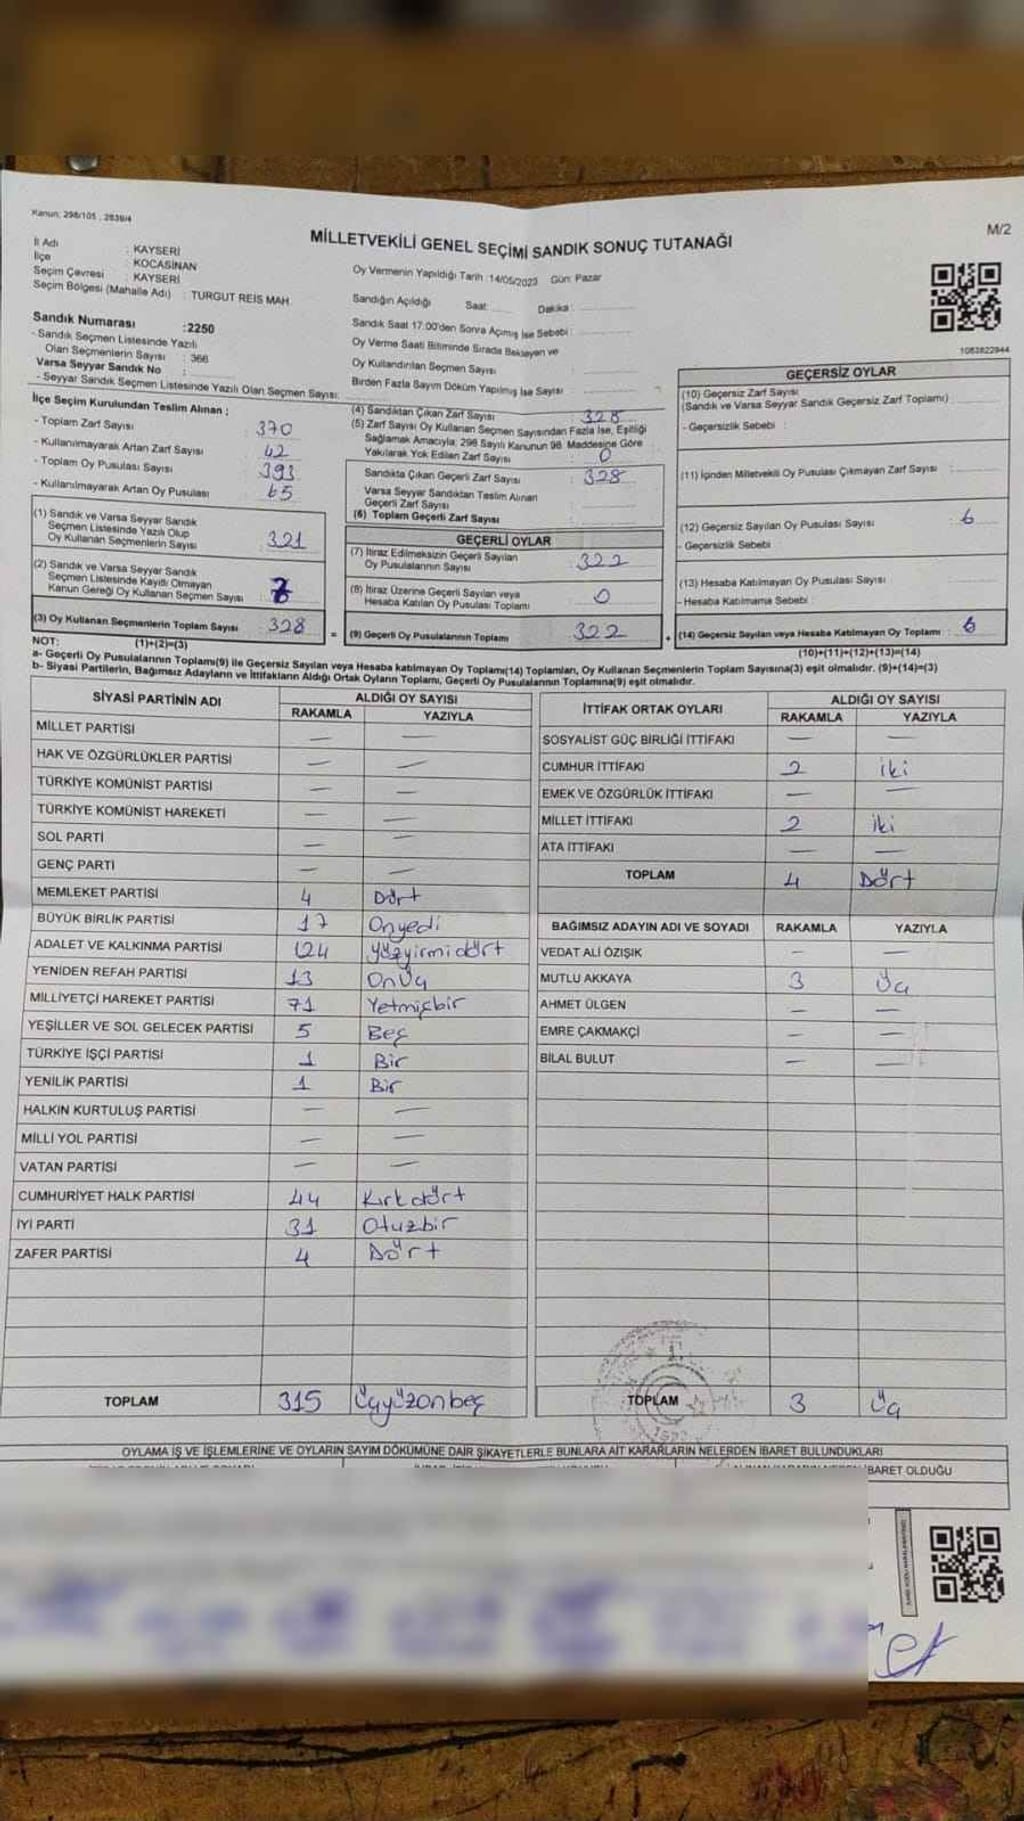 Kanun: 298/105 , 2839/4
MİLLETVEKİLİ GENEL SEÇİMİ SANDIK SONUÇ TUTANAĞI
M/2
İl Adı : KAYSERİ
İlçe : KOCASİNAN
Seçim Çevresi : KAYSERİ
Seçim Bölgesi (Mahalle Adı) : TURGUT REİS MAH.
Oy Vermenin Yapıldığı Tarih :14/05/2023 Gün: Pazar
Sandığın Açıldığı Saat: Dakika :
Sandık Saat 17:00'den Sonra Açımış İse Sebebi :
Oy Verme Saati Bitiminde Sırada Bekleyen ve
Oy Kullandırılan Seçmen Sayısı :
Birden Fazla Sayım Döküm Yapılmış İse Sayısı
1083822944
Sandık Numarası :2250
- Sandık Seçmen Listesinde Yazılı
Olan Seçmenlerin Sayısı : 366
Varsa Seyyar Sandık No :
- Seyyar Sandık Seçmen Listesinde Yazılı Olan Seçmen Sayısı:
İlçe Seçim Kurulundan Teslim Alınan :
- Toplam Zarf Sayısı 370
- Kullanılmayarak Artan Zarf Sayısı 42
- Toplam Oy Pusulası Sayısı 393
- Kullanılmayarak Artan Oy Pusulası 65
(1) Sandık ve Varsa Seyyar Sandık
Seçmen Listesinde Yazılı Olup
Oy Kullanan Seçmenlerin Sayısı 321
(2) Sandık ve Varsa Seyyar Sandık
Seçmen Listesinde Kayıtlı Olmayan
Kanun Gereği Oy Kullanan Seçmen Sayısı 7
(3) Oy Kullanan Seçmenlerin Toplam Sayısı 328 =
(1)+(2)=(3)
(4) Sandıktan Çıkan Zarf Sayısı : 328
(5) Zarf Sayısı Oy Kullanan Seçmen Sayısından Fazla İse, Eşitliği
Sağlamak Amacıyla, 298 Sayılı Kanunun 98. Maddesine Göre
Yakılarak Yok Edilen Zarf Sayısı 0
Sandıkta Çıkan Geçerli Zarf Sayısı : 328
Varsa Seyyar Sandıktan Teslim Alınan
Geçerli Zarf Sayısı
(6) Toplam Geçerli Zarf Sayısı
GEÇERLİ OYLAR
(7) İtiraz Edilmeksizin Geçerli Sayılan
Oy Pusulalarının Sayısı : 322
(8) İtiraz Üzerine Geçerli Sayılan veya
Hesaba Katılan Oy Pusulası Toplamı : 0
(9) Geçerli Oy Pusulalarının Toplamı : 322 +
GEÇERSİZ OYLAR
(10) Geçersiz Zarf Sayısı
(Sandık ve Varsa Seyyar Sandık Geçersiz Zarf Toplamı)
- Geçersizlik Sebebi :
(11) İçinden Milletvekili Oy Pusulası Çıkmayan Zarf Sayısı :
(12) Geçersiz Sayılan Oy Pusulası Sayısı : 6
- Geçersizlik Sebebi
(13) Hesaba Katılmayan Oy Pusulası Sayısı :
- Hesaba Katılmama Sebebi :
(14) Geçersiz Sayılan veya Hesaba Katılmayan Oy Toplamı : 6
(10)+(11)+(12)+(13)=(14)
NOT:
a- Geçerli Oy Pusulalarının Toplamı(9) ile Geçersiz Sayılan veya Hesaba katılmayan Oy Toplamı(14) Toplamları, Oy Kullanan Seçmenlerin Toplam Sayısına(3) eşit olmalıdır. (9)+(14)=(3)
b- Siyasi Partilerin, Bağımsız Adayların ve İttifakların Aldığı Ortak Oyların Toplamı, Geçerli Oy Pusulalarının Toplamına(9) eşit olmalıdır.
SİYASİ PARTİNİN ADI ALDIĞI OY SAYISI
RAKAMLA YAZIYLA
MİLLET PARTİSİ — —
HAK VE ÖZGÜRLÜKLER PARTİSİ — —
TÜRKİYE KOMÜNİST PARTİSİ — —
TÜRKİYE KOMÜNİST HAREKETİ — —
SOL PARTİ — —
GENÇ PARTİ — —
MEMLEKET PARTİSİ 4 Dört
BÜYÜK BİRLİK PARTİSİ 17 Onyedi
ADALET VE KALKINMA PARTİSİ 124 yüzyirmidört
YENİDEN REFAH PARTİSİ 13 Onüç
MİLLİYETÇİ HAREKET PARTİSİ 71 Yetmişbir
YEŞİLLER VE SOL GELECEK PARTİSİ 5 Beş
TÜRKİYE İŞÇİ PARTİSİ 1 Bir
YENİLİK PARTİSİ 1 Bir
HALKIN KURTULUŞ PARTİSİ — —
MİLLİ YOL PARTİSİ — —
VATAN PARTİSİ — —
CUMHURİYET HALK PARTİSİ 44 Kırkdört
İYİ PARTİ 31 Otuzbir
ZAFER PARTİSİ 4 Dört
TOPLAM 315 Üçyüzonbeş
İTTİFAK ORTAK OYLARI ALDIĞI OY SAYISI
RAKAMLA YAZIYLA
SOSYALİST GÜÇ BİRLİĞİ İTTİFAKI — —
CUMHUR İTTİFAKI 2 iki
EMEK VE ÖZGÜRLÜK İTTİFAKI — —
MİLLET İTTİFAKI 2 iki
ATA İTTİFAKI — —
TOPLAM 4 Dört
BAĞIMSIZ ADAYIN ADI VE SOYADI RAKAMLA YAZIYLA
VEDAT ALİ ÖZIŞIK — —
MUTLU AKKAYA 3 Üç
AHMET ÜLGEN — —
EMRE ÇAKMAKÇI — —
BİLAL BULUT — —
TOPLAM 3 Üç
OYLAMA İŞ VE İŞLEMLERİNE VE OYLARIN SAYIM DÖKÜMÜNE DAİR ŞİKAYETLERLE BUNLARA AİT KARARLARIN NELERDEN İBARET BULUNDUKLARI
BARET OLDUĞU